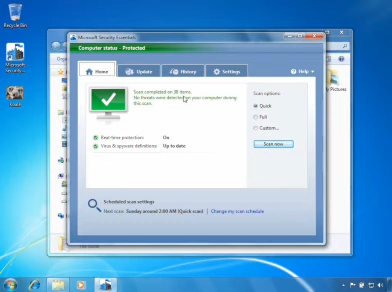 Recycle Bin
Microsoft
Security ...
Microsoft Security Essentials
Computer status - Protected
Home
Update
History
Settings
Help
Scan completed on 38 items.
No threats were detected on your computer during
this scan.
Scan options:
Quick
Full
Custom...
Scan now
Real-time protection:
On
Virus & spyware definitions:
Up to date
Scheduled scan settings
Next scan: Sunday around 2:00 AM (Quick scan)
Change my scan schedule
Orga
y Pictures